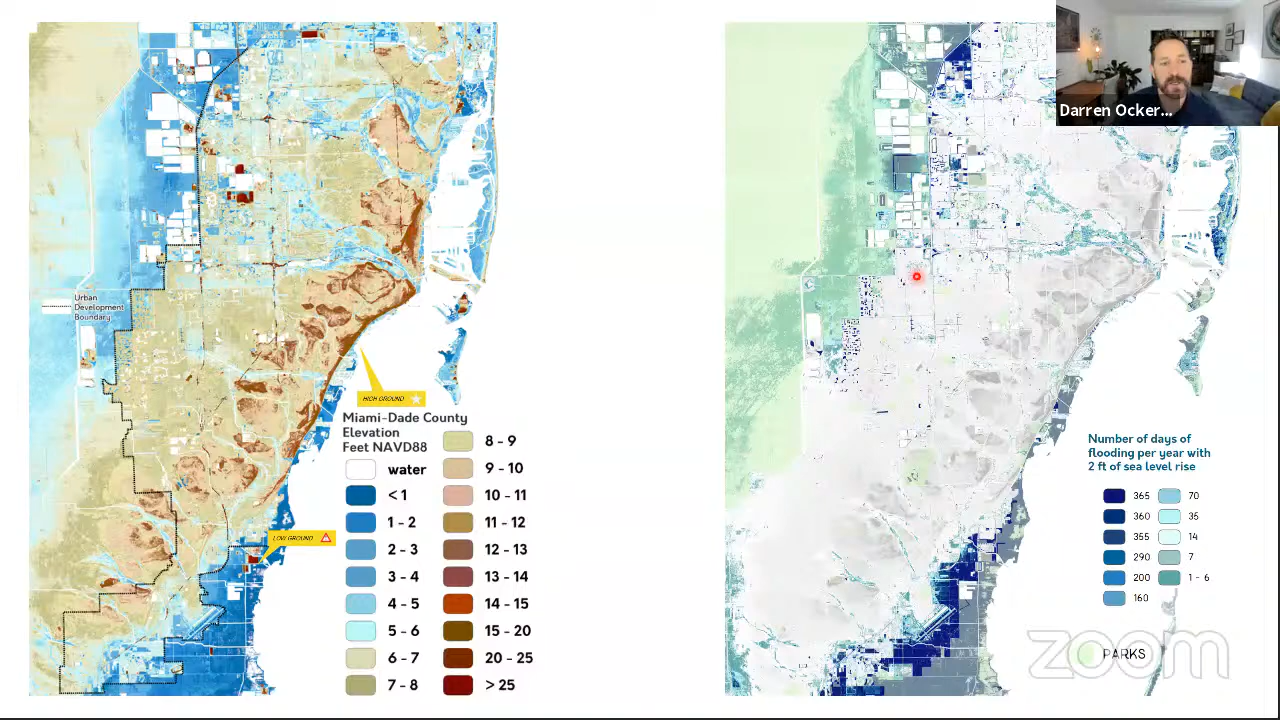 Darren Ocker...
Urban
Development
Boundary
HIGH GROUND
Miami-Dade County
Elevation
Feet NAVD88
water
< 1
1 - 2
2 - 3
3 - 4
4 - 5
5 - 6
6 - 7
7 - 8
8 - 9
9 - 10
10 - 11
11 - 12
12 - 13
13 - 14
14 - 15
15 - 20
20 - 25
> 25
LOW GROUND
Number of days of
flooding per year with
2 ft of sea level rise
365
360
355
290
200
160
70
35
14
7
1 - 6
PARKS
zoom